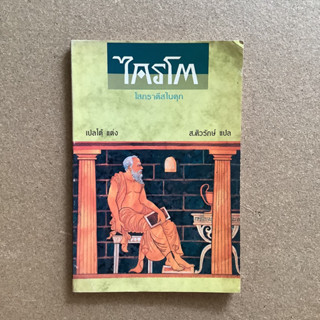 ไครโต
โสกราตีสในคุก
เปลโต้ แต่ง
ส.ศิวรักษ์ แปล